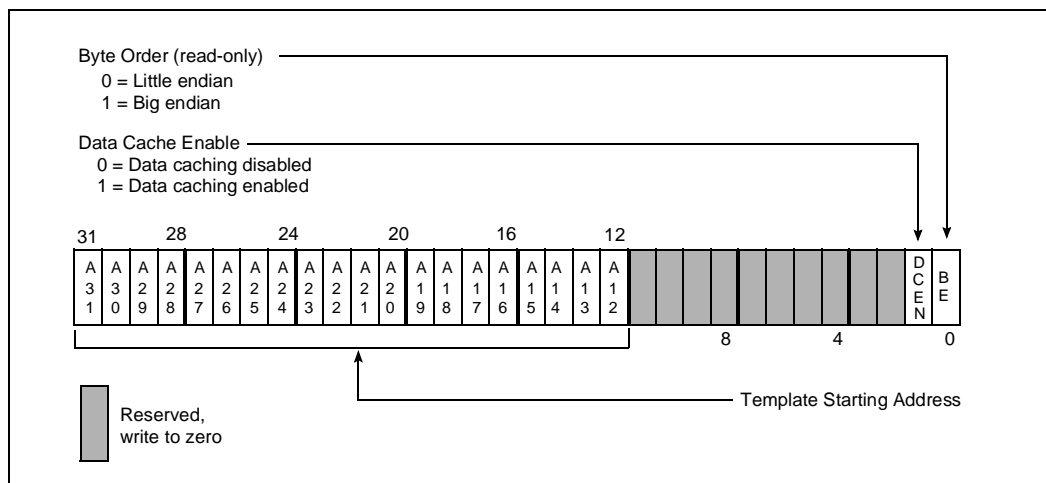 Byte Order (read-only)
0 = Little endian
1 = Big endian
Data Cache Enable
0 = Data caching disabled
1 = Data caching enabled
31 28 24 20 16 12
A31 A30 A29 A28 A27 A26 A25 A24 A23 A22 A21 A20 A19 A18 A17 A16 A15 A14 A13 A12 DCEN BE
8 4 0
Template Starting Address
Reserved,
write to zero